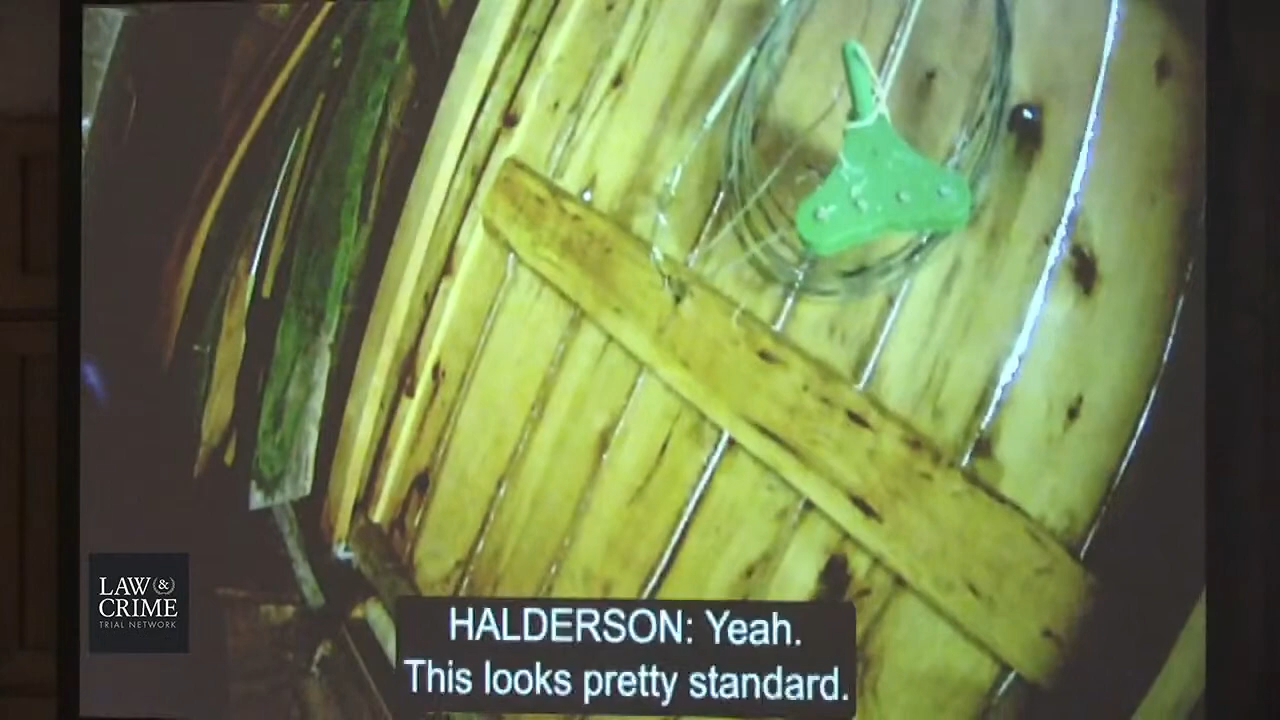 LAW &
CRIME
TRIAL NETWORK
HALDERSON: Yeah.
This looks pretty standard.